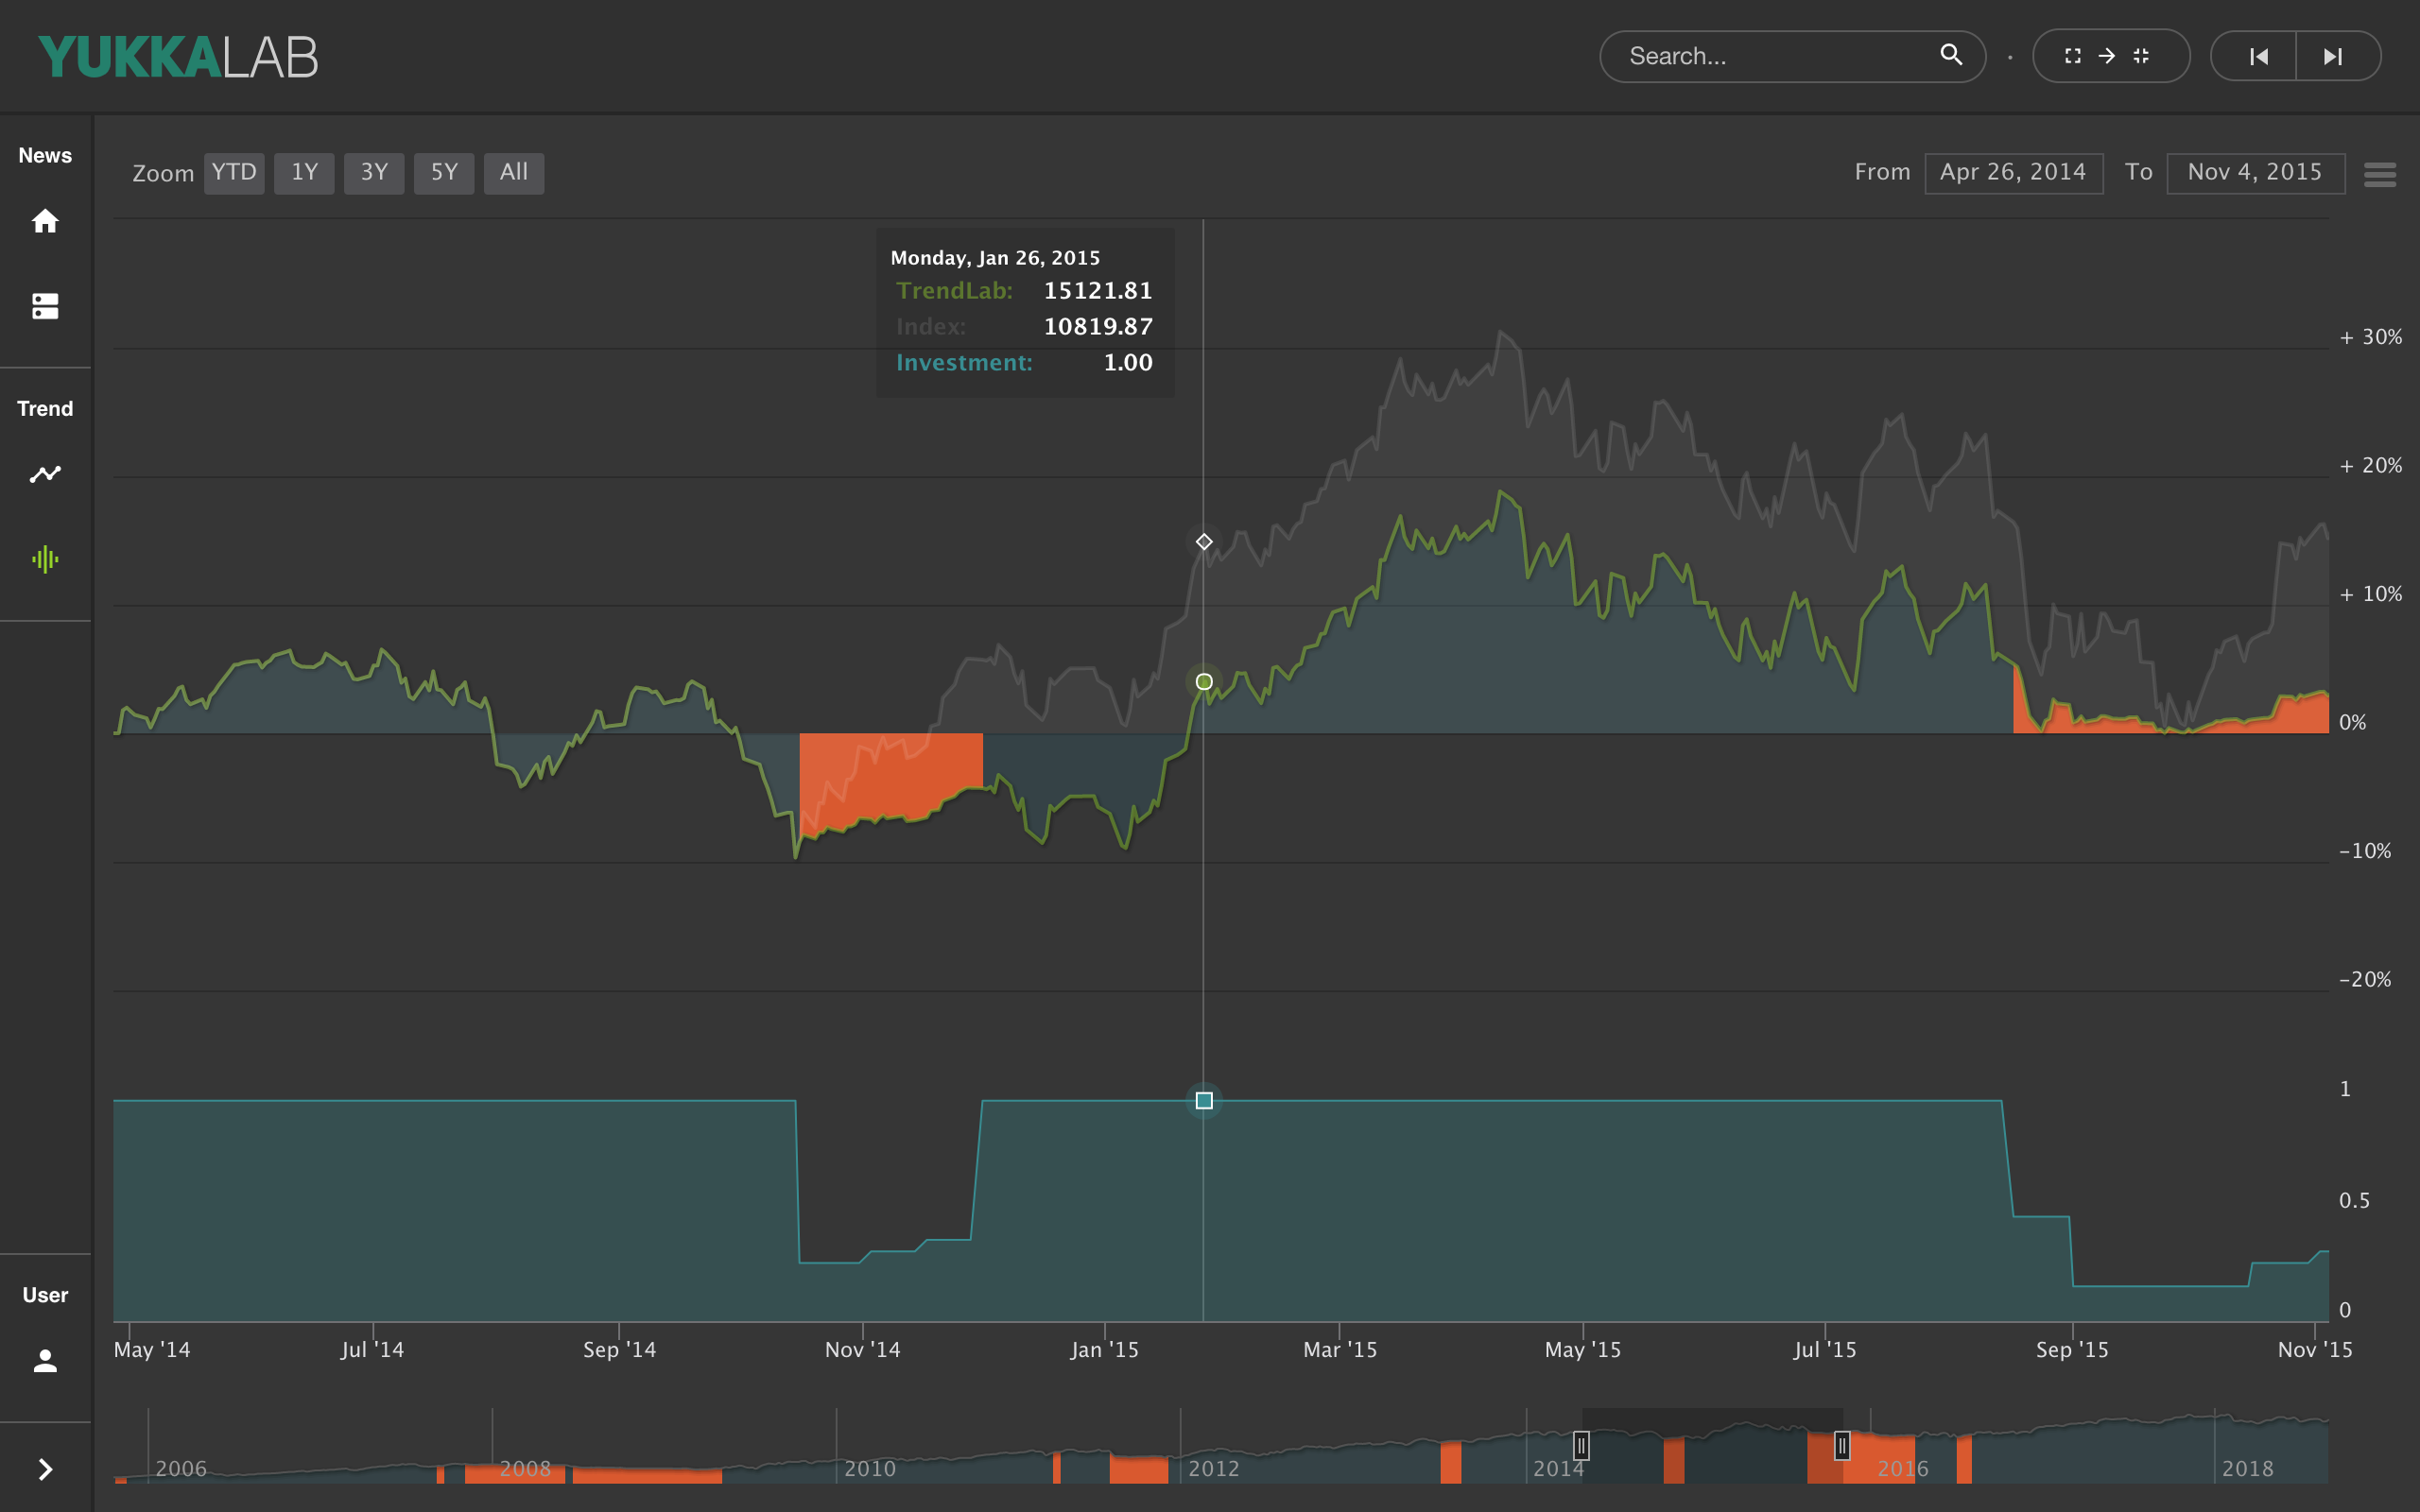 YUKKALAB
Search...
News
Zoom YTD 1Y 3Y 5Y All
From Apr 26, 2014 To Nov 4, 2015
Monday, Jan 26, 2015
TrendLab: 15121.81
Index: 10819.87
Investment: 1.00
Trend
User
+ 30%
+ 20%
+ 10%
0%
-10%
-20%
1
0.5
0
May '14 Jul '14 Sep '14 Nov '14 Jan '15 Mar '15 May '15 Jul '15 Sep '15 Nov '15
2006 2008 2010 2012 2014 2016 2018